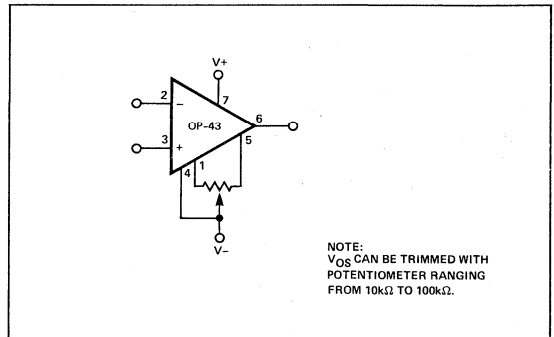 V+
2
7
−
OP-43
6
3
+
5
4
1
V−
NOTE:
VOS CAN BE TRIMMED WITH
POTENTIOMETER RANGING
FROM 10kΩ TO 100kΩ.